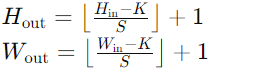 H_out = ⌊(H_in − K)/S⌋ + 1
W_out = ⌊(W_in − K)/S⌋ + 1